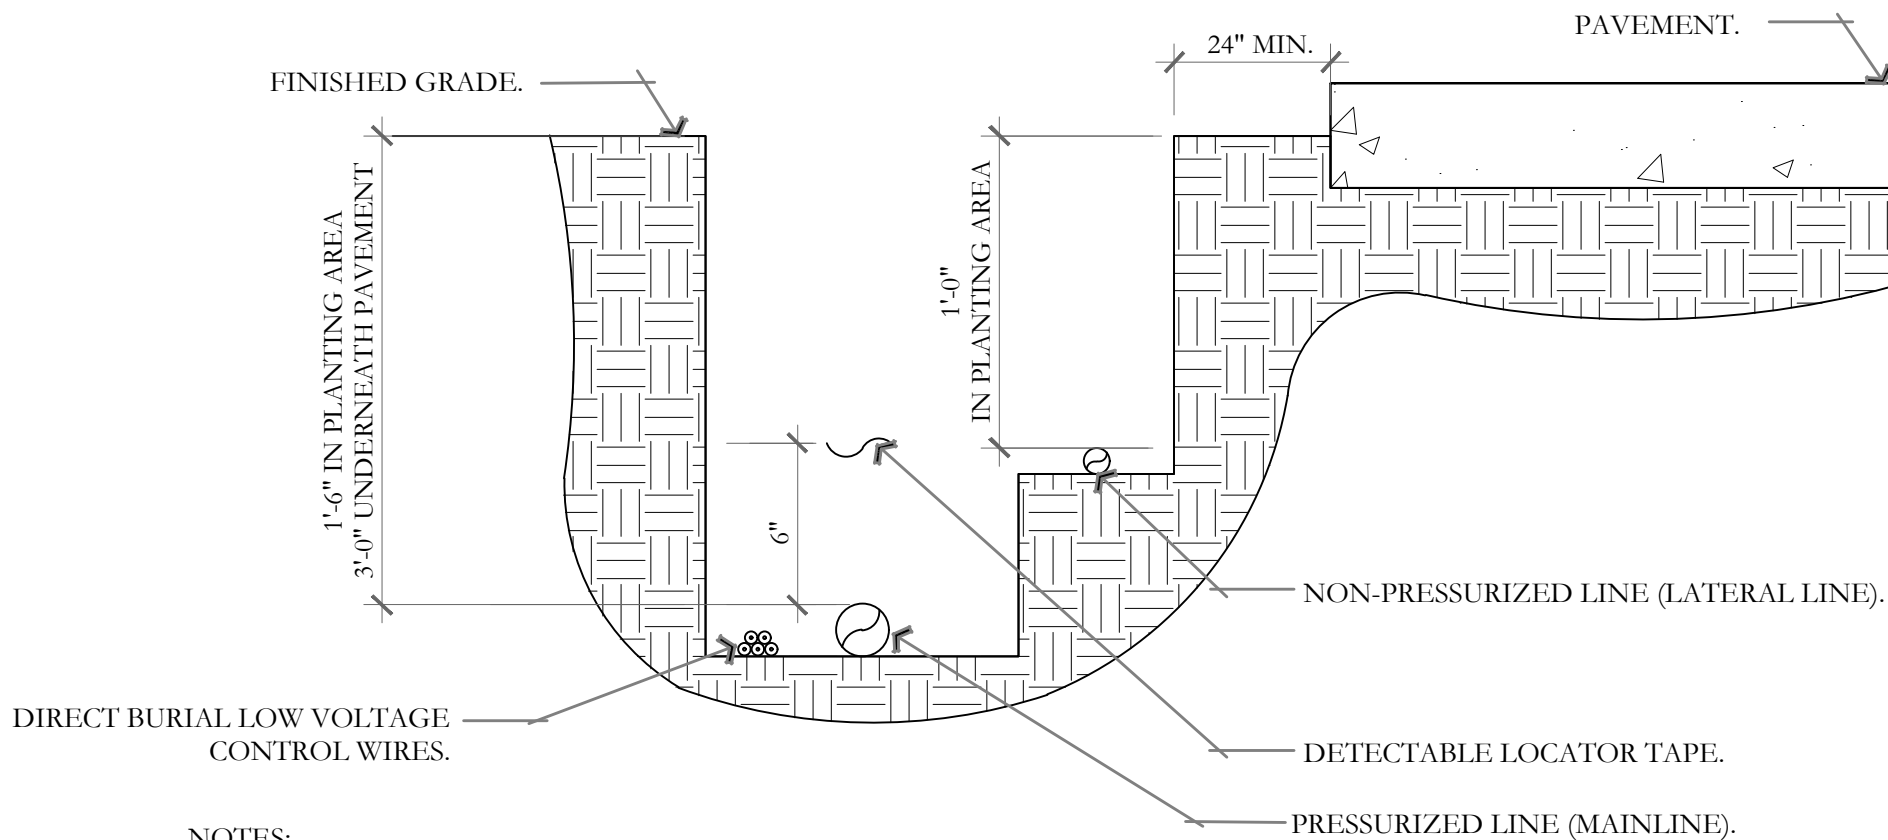 PAVEMENT.
24" MIN.
FINISHED GRADE.
1'-6" IN PLANTING AREA
3'-0" UNDERNEATH PAVEMENT
1'-0"
IN PLANTING AREA
6"
NON-PRESSURIZED LINE (LATERAL LINE).
DIRECT BURIAL LOW VOLTAGE
CONTROL WIRES.
DETECTABLE LOCATOR TAPE.
PRESSURIZED LINE (MAINLINE).
NOTES: